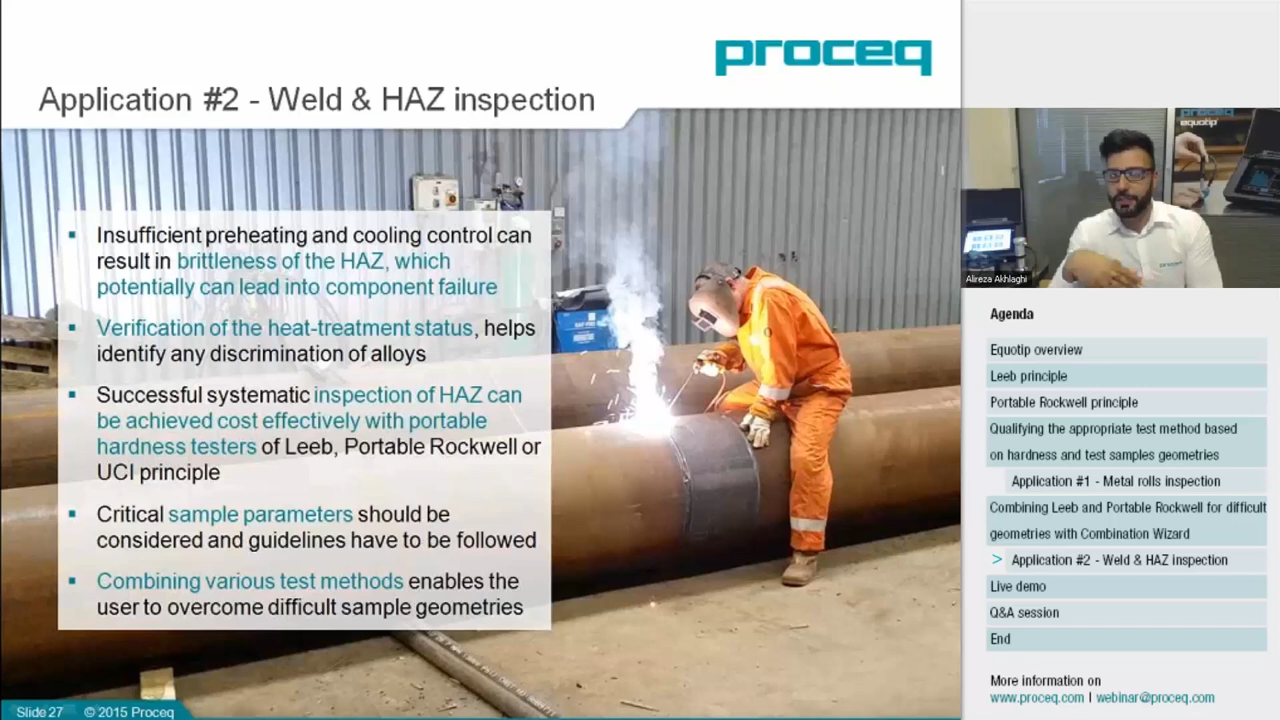 proceq
Application #2 - Weld & HAZ inspection
Insufficient preheating and cooling control can
result in brittleness of the HAZ, which
potentially can lead into component failure
Verification of the heat-treatment status, helps
identify any discrimination of alloys
Successful systematic inspection of HAZ can
be achieved cost effectively with portable
hardness testers of Leeb, Portable Rockwell or
UCI principle
Critical sample parameters should be
considered and guidelines have to be followed
Combining various test methods enables the
user to overcome difficult sample geometries
Slide 27 © 2015 Proceq
proceq
equotip
Alireza Akhlaghi
Agenda
Equotip overview
Leeb principle
Portable Rockwell principle
Qualifying the appropriate test method based
on hardness and test samples geometries
Application #1 - Metal rolls inspection
Combining Leeb and Portable Rockwell for difficult
geometries with Combination Wizard
> Application #2 - Weld & HAZ inspection
Live demo
Q&A session
End
More information on
www.proceq.com | webinar@proceq.com